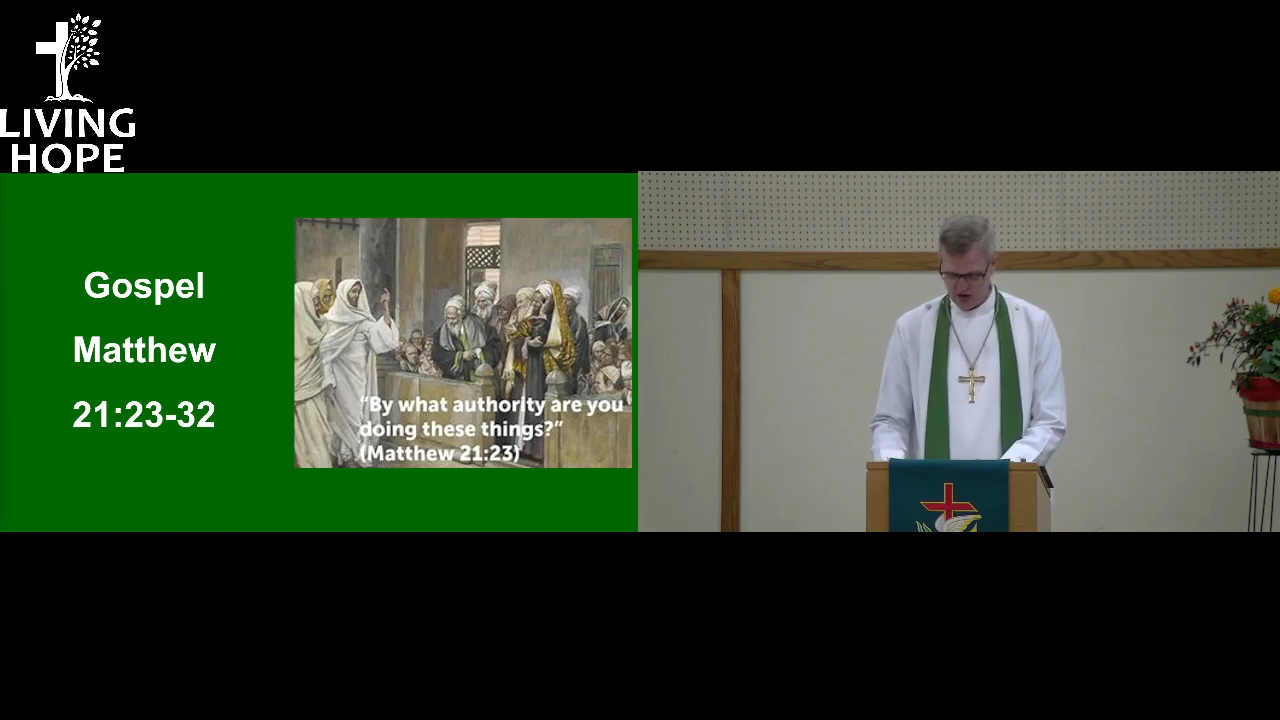 LIVING
HOPE
Gospel
Matthew
21:23-32
“By what authority are you
doing these things?”
(Matthew 21:23)